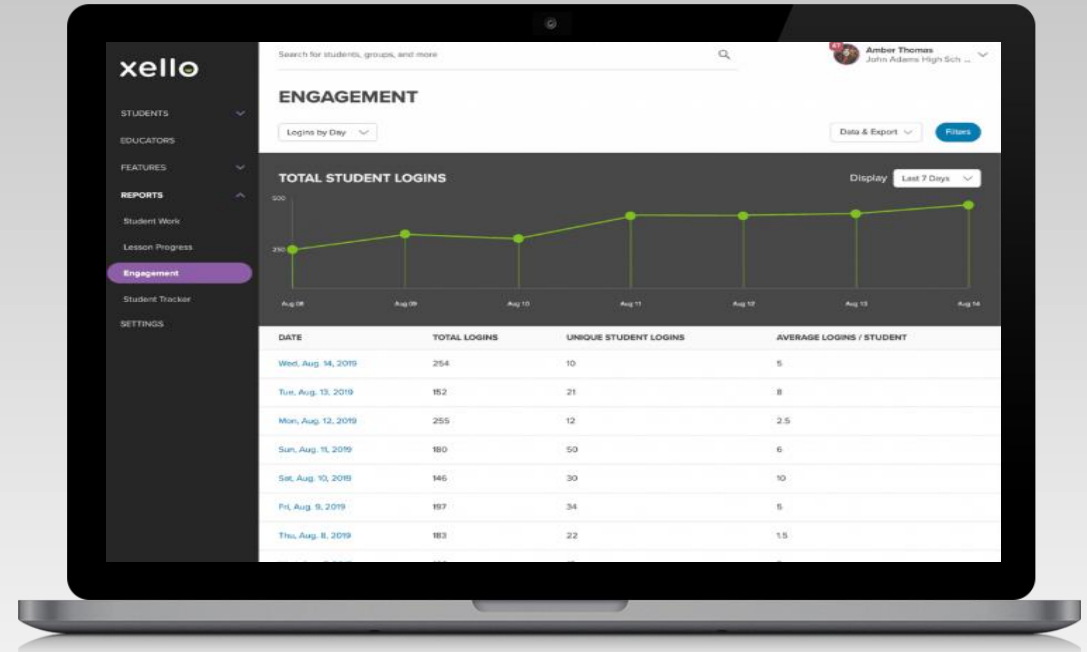 xello
STUDENTS
EDUCATORS
FEATURES
REPORTS
Student Work
Lesson Progress
Engagement
Student Tracker
SETTINGS
Search for students, groups, and more
47
Amber Thomas
John Adams High Sch ...
ENGAGEMENT
Logins by Day
Data & Export
Filters
TOTAL STUDENT LOGINS
Display
Last 7 Days
500
250
Aug 08 Aug 09 Aug 10 Aug 11 Aug 12 Aug 13 Aug 14
DATE TOTAL LOGINS UNIQUE STUDENT LOGINS AVERAGE LOGINS / STUDENT
Wed, Aug. 14, 2019 254 10 5
Tue, Aug. 13, 2019 152 21 8
Mon, Aug. 12, 2019 255 12 2.5
Sun, Aug. 11, 2019 180 50 6
Sat, Aug. 10, 2019 146 30 10
Fri, Aug. 9, 2019 197 34 5
Thu, Aug. 8, 2019 183 22 1.5